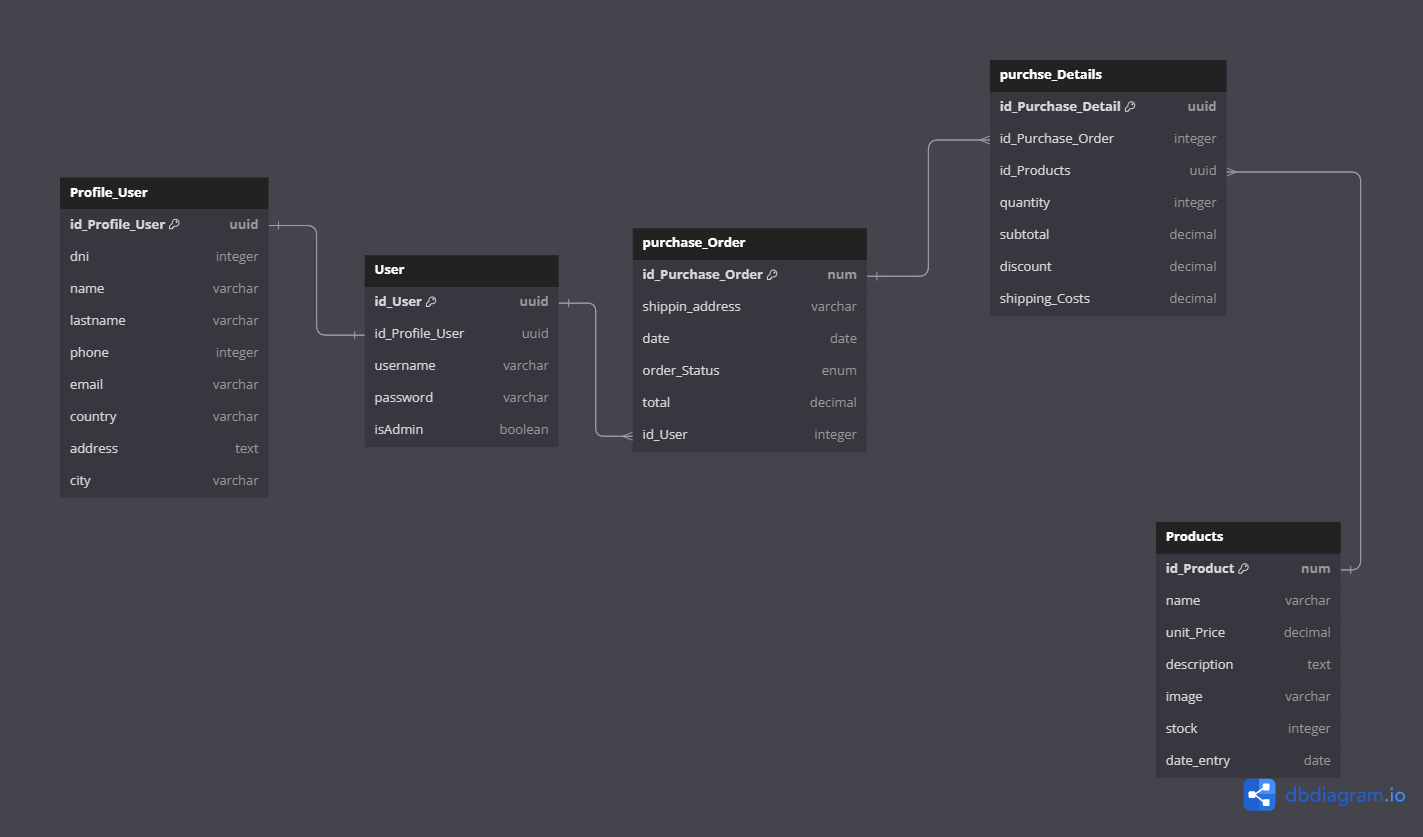 Profile_User
id_Profile_User uuid
dni integer
name varchar
lastname varchar
phone integer
email varchar
country varchar
address text
city varchar
User
id_User uuid
id_Profile_User uuid
username varchar
password varchar
isAdmin boolean
purchase_Order
id_Purchase_Order num
shippin_address varchar
date date
order_Status enum
total decimal
id_User integer
purchse_Details
id_Purchase_Detail uuid
id_Purchase_Order integer
id_Products uuid
quantity integer
subtotal decimal
discount decimal
shipping_Costs decimal
Products
id_Product num
name varchar
unit_Price decimal
description text
image varchar
stock integer
date_entry date
dbdiagram.io